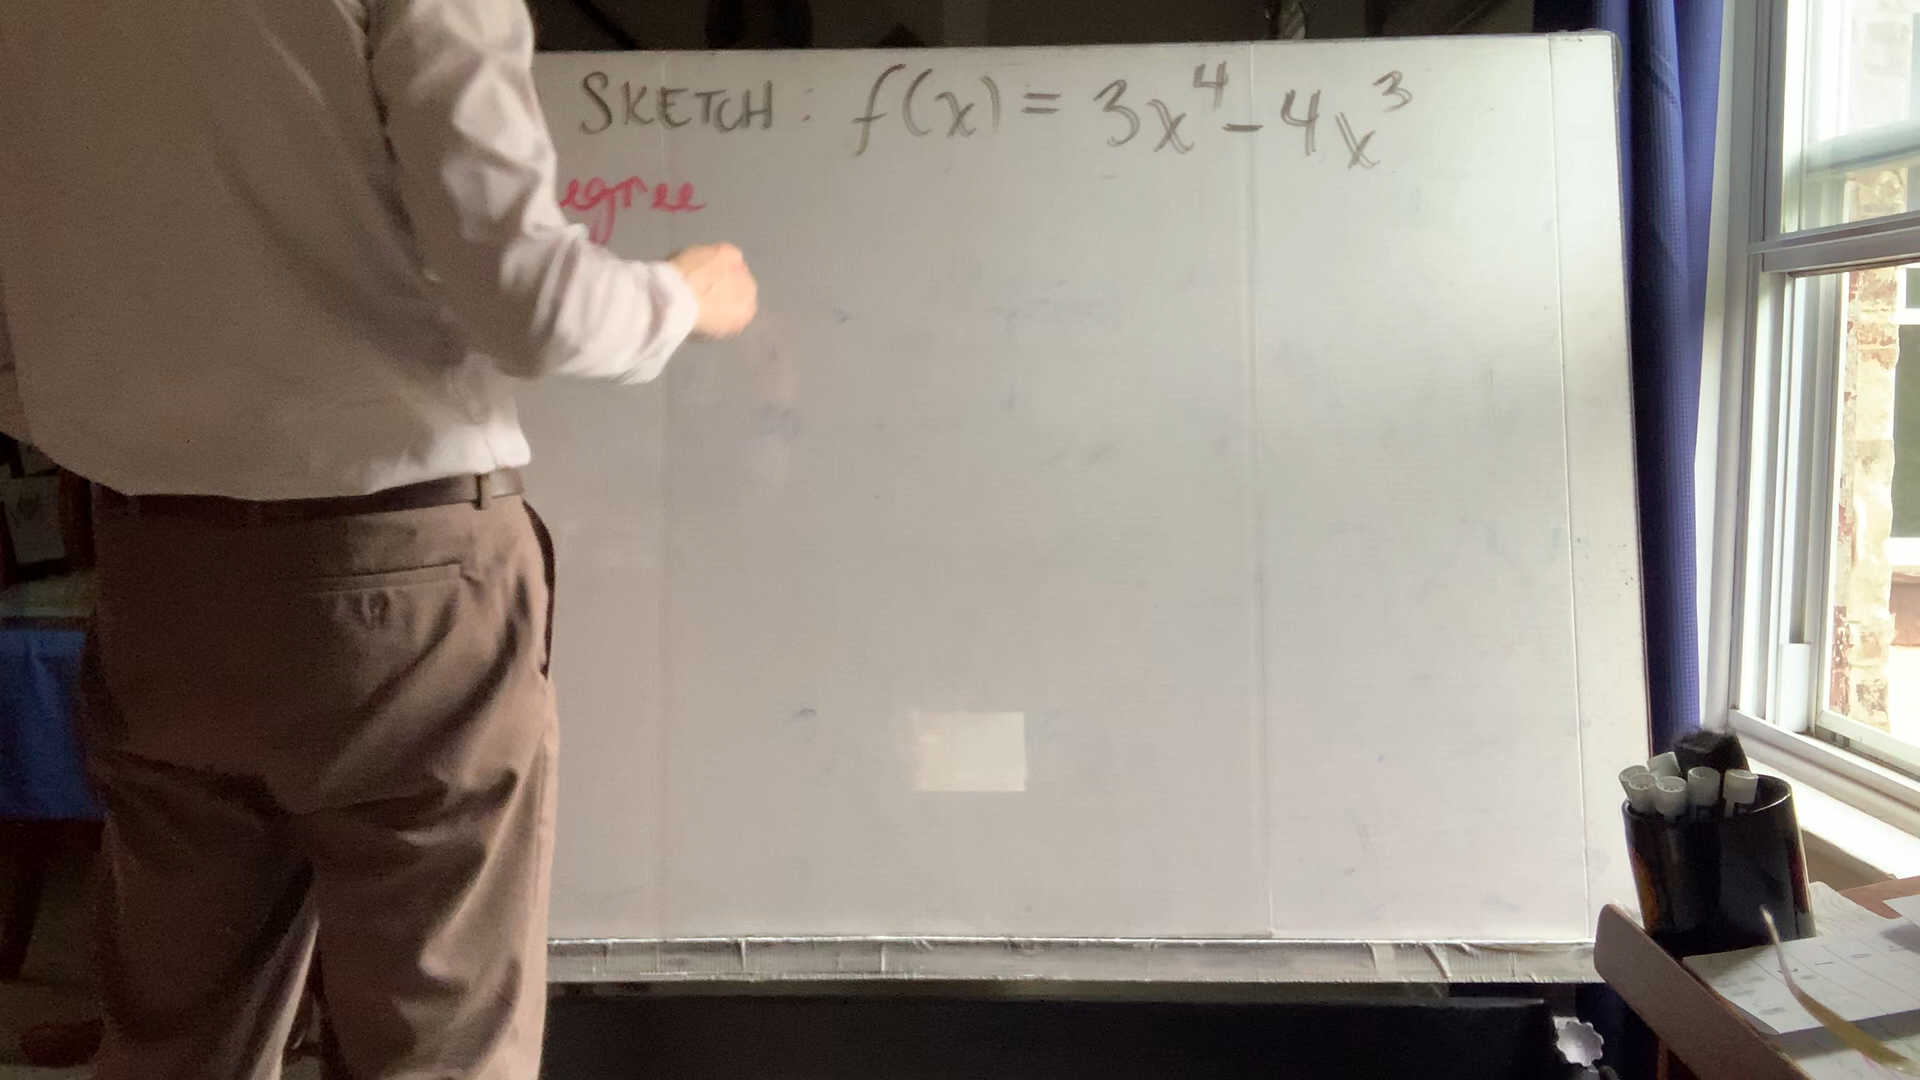 SKETCH: f(x) = 3x⁴ - 4x³
egree